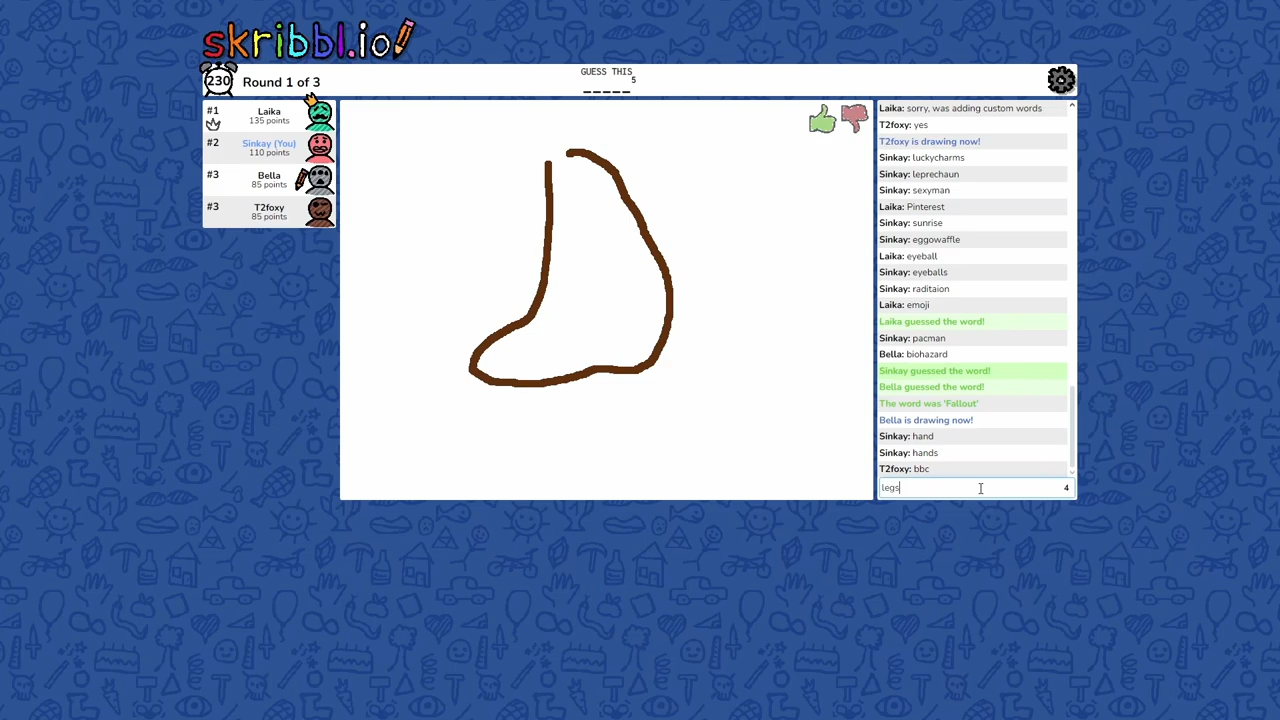 skribbl.io
230
Round 1 of 3
GUESS THIS
5
_____
#1
Laika
135 points
#2
Sinkay (You)
110 points
#3
Bella
85 points
#3
T2foxy
85 points
Laika: sorry, was adding custom words
T2foxy: yes
T2foxy is drawing now!
Sinkay: luckycharms
Sinkay: leprechaun
Sinkay: sexyman
Laika: Pinterest
Sinkay: sunrise
Sinkay: eggowaffle
Laika: eyeball
Sinkay: eyeballs
Sinkay: raditaion
Laika: emoji
Laika guessed the word!
Sinkay: pacman
Bella: biohazard
Sinkay guessed the word!
Bella guessed the word!
The word was 'Fallout'
Bella is drawing now!
Sinkay: hand
Sinkay: hands
T2foxy: bbc
legs
4